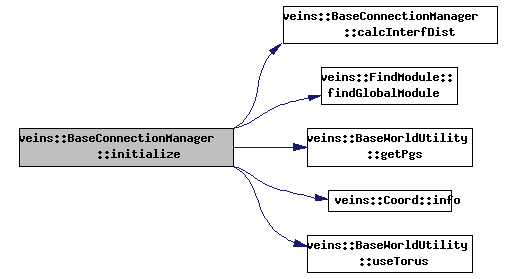 veins::BaseConnectionManager
::calcInterfDist
veins::FindModule::
findGlobalModule
veins::BaseConnectionManager
::initialize
veins::BaseWorldUtility
::getPgs
veins::Coord::info
veins::BaseWorldUtility
::useTorus